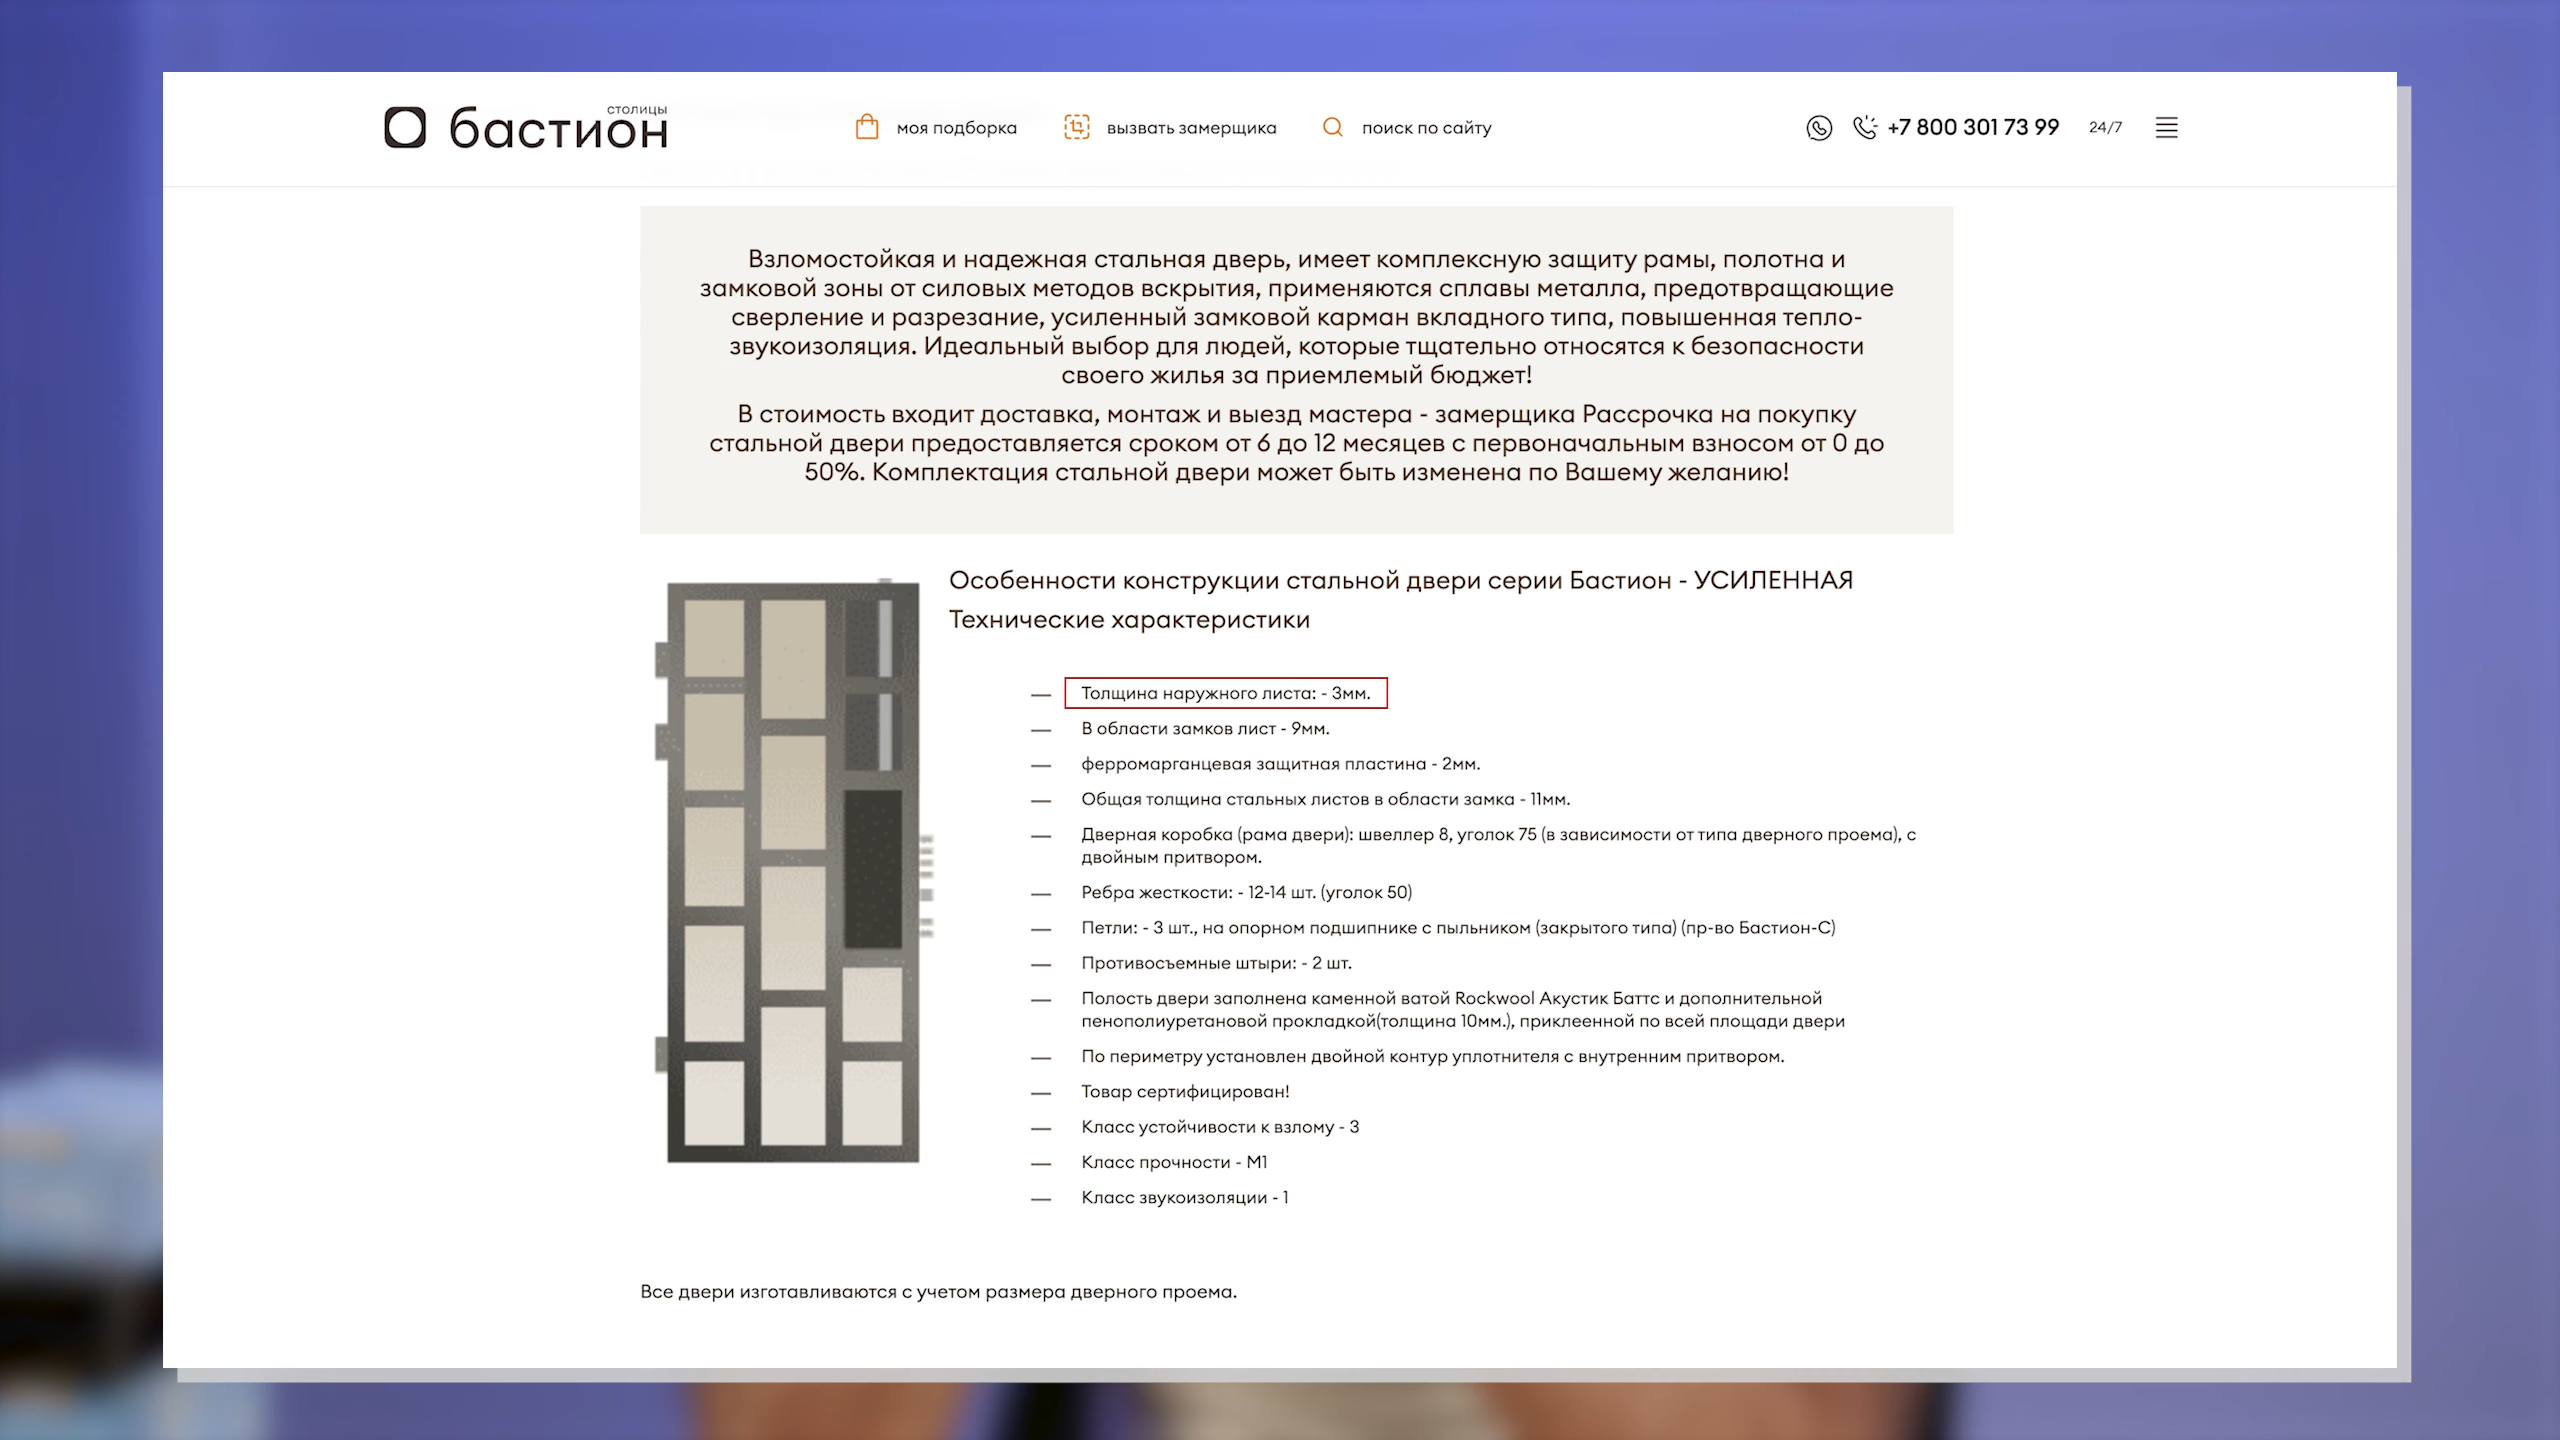 столицы
бастион
моя подборка
вызвать замерщика
поиск по сайту
+7 800 301 73 99
24/7
Взломостойкая и надежная стальная дверь, имеет комплексную защиту рамы, полотна и
замковой зоны от силовых методов вскрытия, применяются сплавы металла, предотвращающие
сверление и разрезание, усиленный замковой карман вкладного типа, повышенная тепло-
звукоизоляция. Идеальный выбор для людей, которые тщательно относятся к безопасности
своего жилья за приемлемый бюджет!
В стоимость входит доставка, монтаж и выезд мастера - замерщика Рассрочка на покупку
стальной двери предоставляется сроком от 6 до 12 месяцев с первоначальным взносом от 0 до
50%. Комплектация стальной двери может быть изменена по Вашему желанию!
Особенности конструкции стальной двери серии Бастион - УСИЛЕННАЯ
Технические характеристики
— Толщина наружного листа: - 3мм.
— В области замков лист - 9мм.
— ферромарганцевая защитная пластина - 2мм.
— Общая толщина стальных листов в области замка - 11мм.
— Дверная коробка (рама двери): швеллер 8, уголок 75 (в зависимости от типа дверного проема), с
двойным притвором.
— Ребра жесткости: - 12-14 шт. (уголок 50)
— Петли: - 3 шт., на опорном подшипнике с пыльником (закрытого типа) (пр-во Бастион-С)
— Противосъемные штыри: - 2 шт.
— Полость двери заполнена каменной ватой Rockwool Акустик Баттс и дополнительной
пенополиуретановой прокладкой(толщина 10мм.), приклеенной по всей площади двери
— По периметру установлен двойной контур уплотнителя с внутренним притвором.
— Товар сертифицирован!
— Класс устойчивости к взлому - 3
— Класс прочности - М1
— Класс звукоизоляции - 1
Все двери изготавливаются с учетом размера дверного проема.